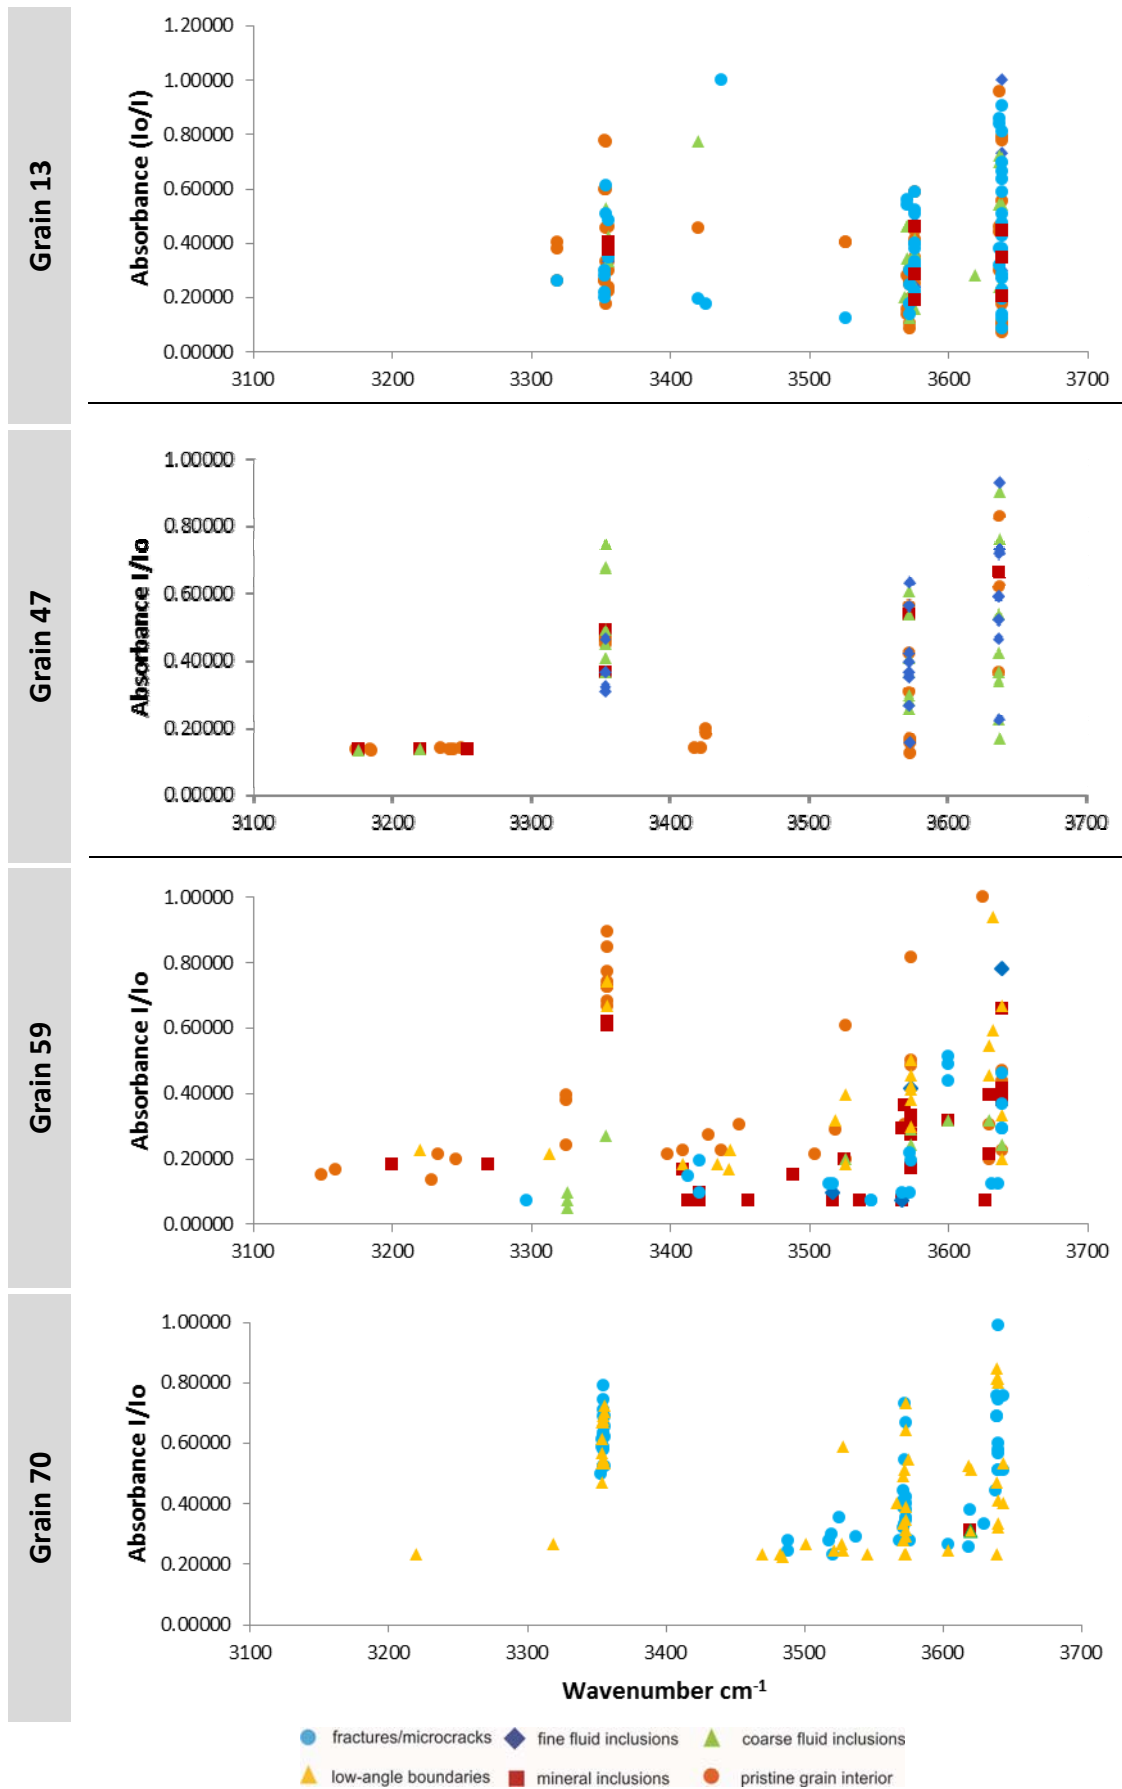 Grain 13
Absorbance (Io/I)
1.20000
1.00000
0.80000
0.60000
0.40000
0.20000
0.00000
3100 3200 3300 3400 3500 3600 3700
Grain 47
Absorbance I/Io
1.00000
0.80000
0.60000
0.40000
0.20000
0.00000
3100 3200 3300 3400 3500 3600 3700
Grain 59
Absorbance I/Io
1.00000
0.80000
0.60000
0.40000
0.20000
0.00000
3100 3200 3300 3400 3500 3600 3700
Grain 70
Absorbance I/Io
1.00000
0.80000
0.60000
0.40000
0.20000
0.00000
3100 3200 3300 3400 3500 3600 3700
Wavenumber cm⁻¹
fractures/microcracks fine fluid inclusions coarse fluid inclusions
low-angle boundaries mineral inclusions pristine grain interior